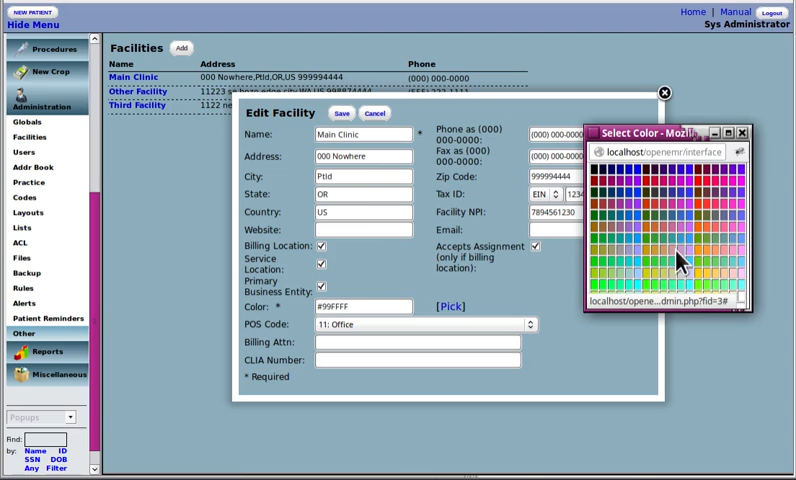 NEW PATIENT
Hide Menu
Home | Manual Logout
Sys Administrator
Procedures
New Crop
Administration
Globals
Facilities
Users
Addr Book
Practice
Codes
Layouts
Lists
ACL
Files
Backup
Rules
Alerts
Patient Reminders
Other
Reports
Miscellaneous
Popups
Find:
by: Name ID
SSN DOB
Any Filter
Facilities Add
Name Address Phone
Main Clinic 000 Nowhere,Ptld,OR,US 999994444 (000) 000-0000
Other Facility 11223
Third Facility 1122
Edit Facility Save Cancel
Name: Main Clinic * Phone as (000) 000-0000: (000) 000-0000
Address: 000 Nowhere Fax as (000) 000-0000: (000) 000-0000
City: Ptld Zip Code: 999994444
State: OR Tax ID: EIN 1234
Country: US Facility NPI: 7894561230
Website: Email:
Billing Location: Accepts Assignment (only if billing location):
Service Location:
Primary Business Entity:
Color: * #99FFFF [Pick]
POS Code: 11: Office
Billing Attn:
CLIA Number:
* Required
Select Color - Mozil
localhost/openemr/interface
localhost/opene...dmin.php?fid=3#